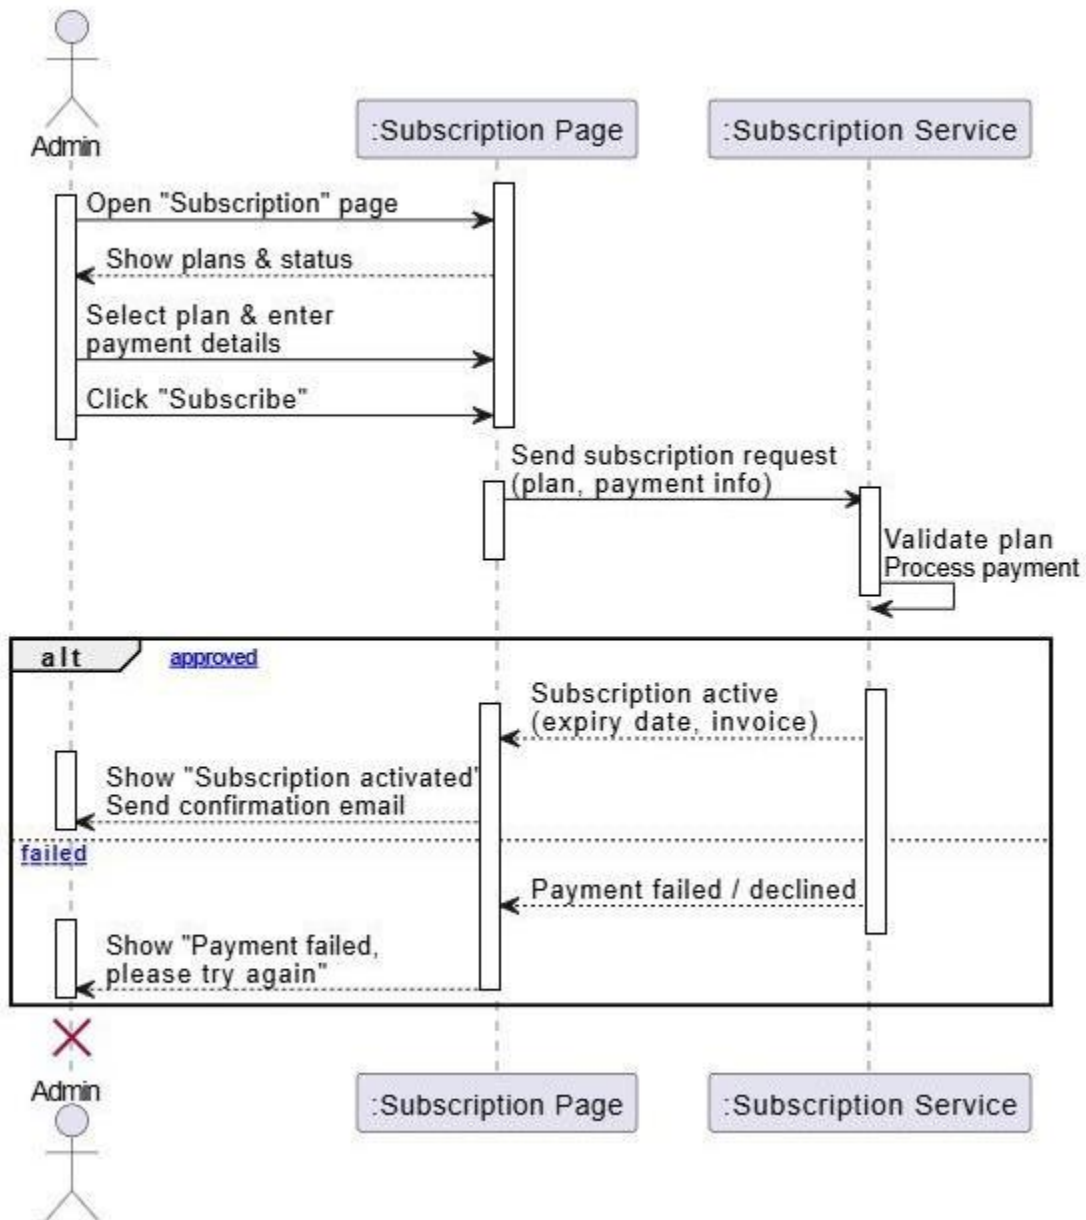 Admin
:Subscription Page
:Subscription Service
Open "Subscription" page
Show plans & status
Select plan & enter
payment details
Click "Subscribe"
Send subscription request
(plan, payment info)
Validate plan
Process payment
alt
approved
Subscription active
(expiry date, invoice)
Show "Subscription activated"
Send confirmation email
failed
Payment failed / declined
Show "Payment failed,
please try again"
Admin
:Subscription Page
:Subscription Service